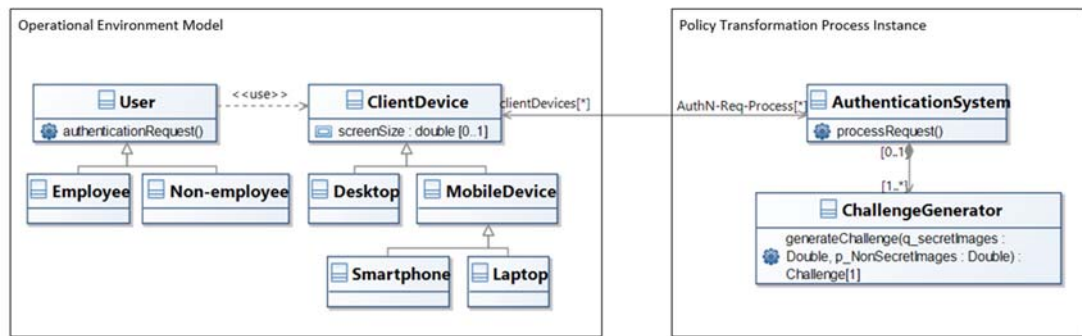 Operational Environment Model
Policy Transformation Process Instance
User
<<use>>
ClientDevice
clientDevices[*]
AuthN-Req-Process[*]
AuthenticationSystem
authenticationRequest()
screenSize : double [0..1]
processRequest()
[0..1]
Employee
Non-employee
Desktop
MobileDevice
[1..*]
ChallengeGenerator
generateChallenge(q_secretImages :
Double, p_NonSecretImages : Double) :
Challenge[1]
Smartphone
Laptop